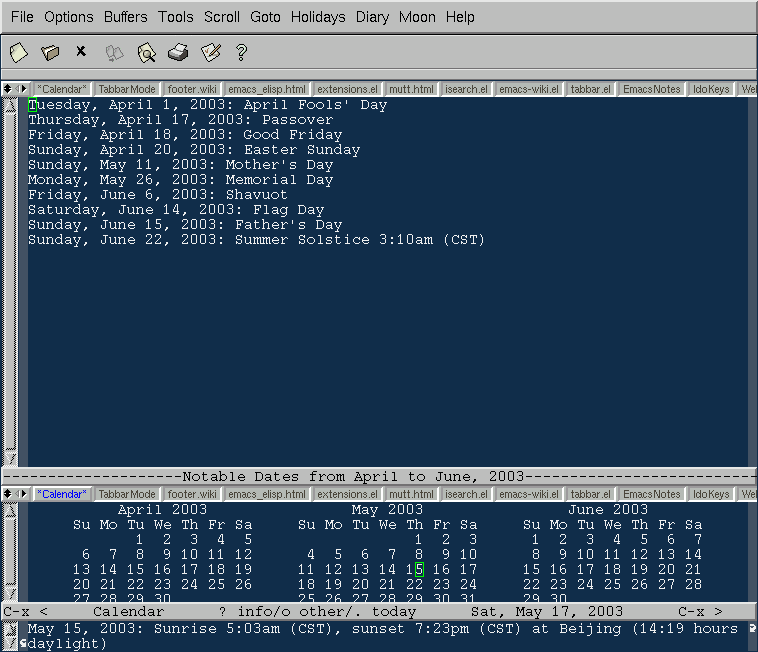 File Options Buffers Tools Scroll Goto Holidays Diary Moon Help
*Calendar* TabbarMode footer.wiki emacs_elisp.html extensions.el mutt.html isearch.el emacs-wiki.el tabbar.el EmacsNotes IdoKeys We
Tuesday, April 1, 2003: April Fools' Day
Thursday, April 17, 2003: Passover
Friday, April 18, 2003: Good Friday
Sunday, April 20, 2003: Easter Sunday
Sunday, May 11, 2003: Mother's Day
Monday, May 26, 2003: Memorial Day
Friday, June 6, 2003: Shavuot
Saturday, June 14, 2003: Flag Day
Sunday, June 15, 2003: Father's Day
Sunday, June 22, 2003: Summer Solstice 3:10am (CST)
--------------------Notable Dates from April to June, 2003--------------------------
*Calendar* TabbarMode footer.wiki emacs_elisp.html extensions.el mutt.html isearch.el emacs-wiki.el tabbar.el EmacsNotes IdoKeys We
April 2003 May 2003 June 2003
Su Mo Tu We Th Fr Sa Su Mo Tu We Th Fr Sa Su Mo Tu We Th Fr Sa
1 2 3 4 5 1 2 3 1 2 3 4 5 6 7
6 7 8 9 10 11 12 4 5 6 7 8 9 10 8 9 10 11 12 13 14
13 14 15 16 17 18 19 11 12 13 14 15 16 17 15 16 17 18 19 20 21
20 21 22 23 24 25 26 18 19 20 21 22 23 24 22 23 24 25 26 27 28
27 28 29 30 25 26 27 28 29 30 31 29 30
C-x < Calendar ? info/o other/. today Sat, May 17, 2003 C-x >
May 15, 2003: Sunrise 5:03am (CST), sunset 7:23pm (CST) at Beijing (14:19 hours
daylight)